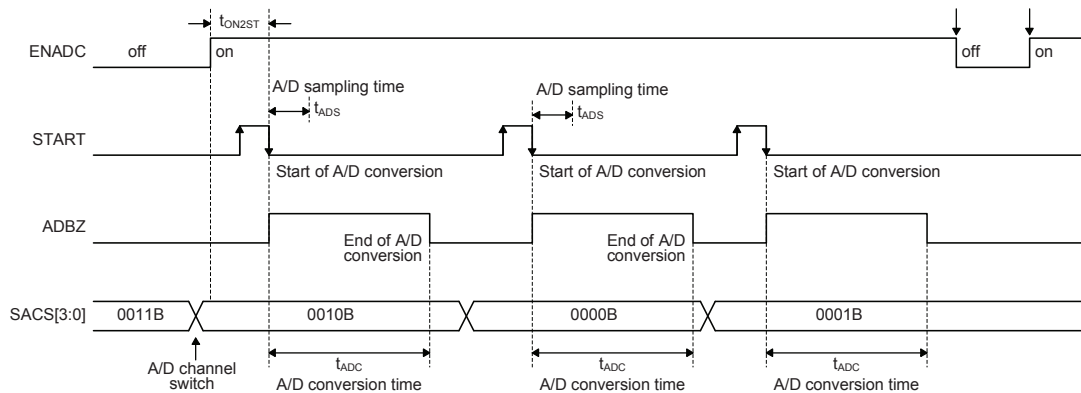 tON2ST
ENADC off on off on
A/D sampling time A/D sampling time
tADS tADS
START
Start of A/D conversion Start of A/D conversion Start of A/D conversion
ADBZ
End of A/D conversion End of A/D conversion
SACS[3:0] 0011B 0010B 0000B 0001B
A/D channel switch
tADC tADC tADC
A/D conversion time A/D conversion time A/D conversion time